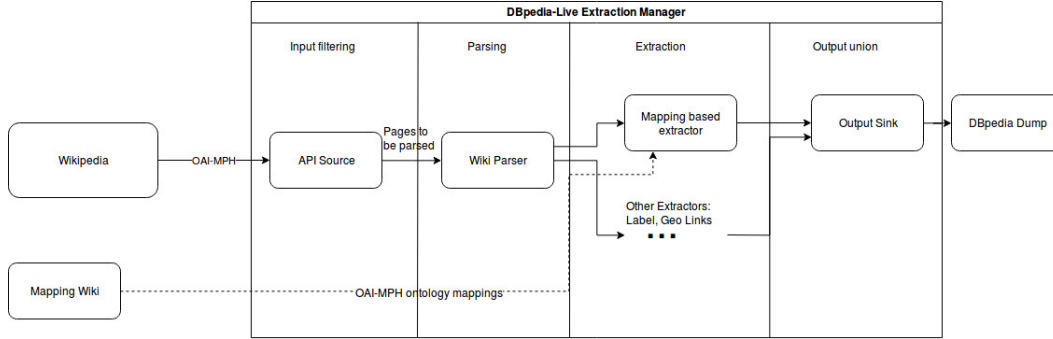 DBpedia-Live Extraction Manager
Input filtering
Parsing
Extraction
Output union
Wikipedia
OAI-MPH
API Source
Pages to
be parsed
Wiki Parser
Mapping based
extractor
Output Sink
DBpedia Dump
Other Extractors:
Label, Geo Links
Mapping Wiki
OAI-MPH ontology mappings